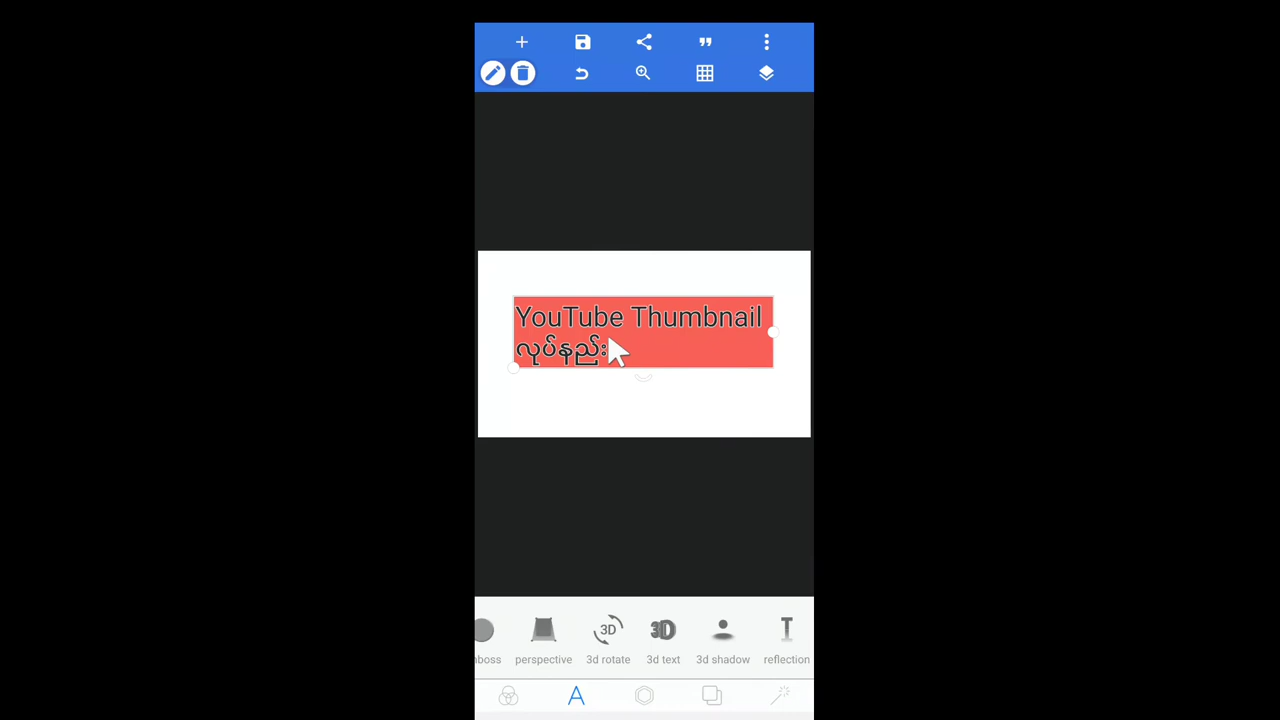 YouTube Thumbnail
လုပ်နည်း
boss perspective 3d rotate 3d text 3d shadow reflection